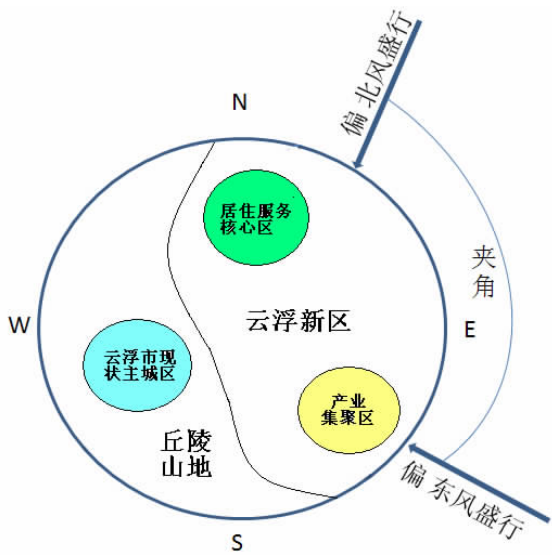 偏 北风盛行
N
居住服务
核心区
夹角
W
云浮新区
E
云浮市现
状主城区
产业
集聚区
丘陵
山地
偏 东风盛行
S